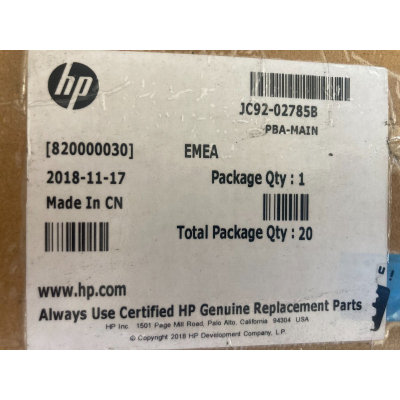 hp
JC92-02785B
PBA-MAIN
[820000030] EMEA
2018-11-17 Package Qty : 1
Made In CN
Total Package Qty : 20
www.hp.com
Always Use Certified HP Genuine Replacement Parts
HP Inc. 1501 Page Mill Road, Palo Alto, California 94304 USA
© Copyright 2018 HP Development Company, L.P.